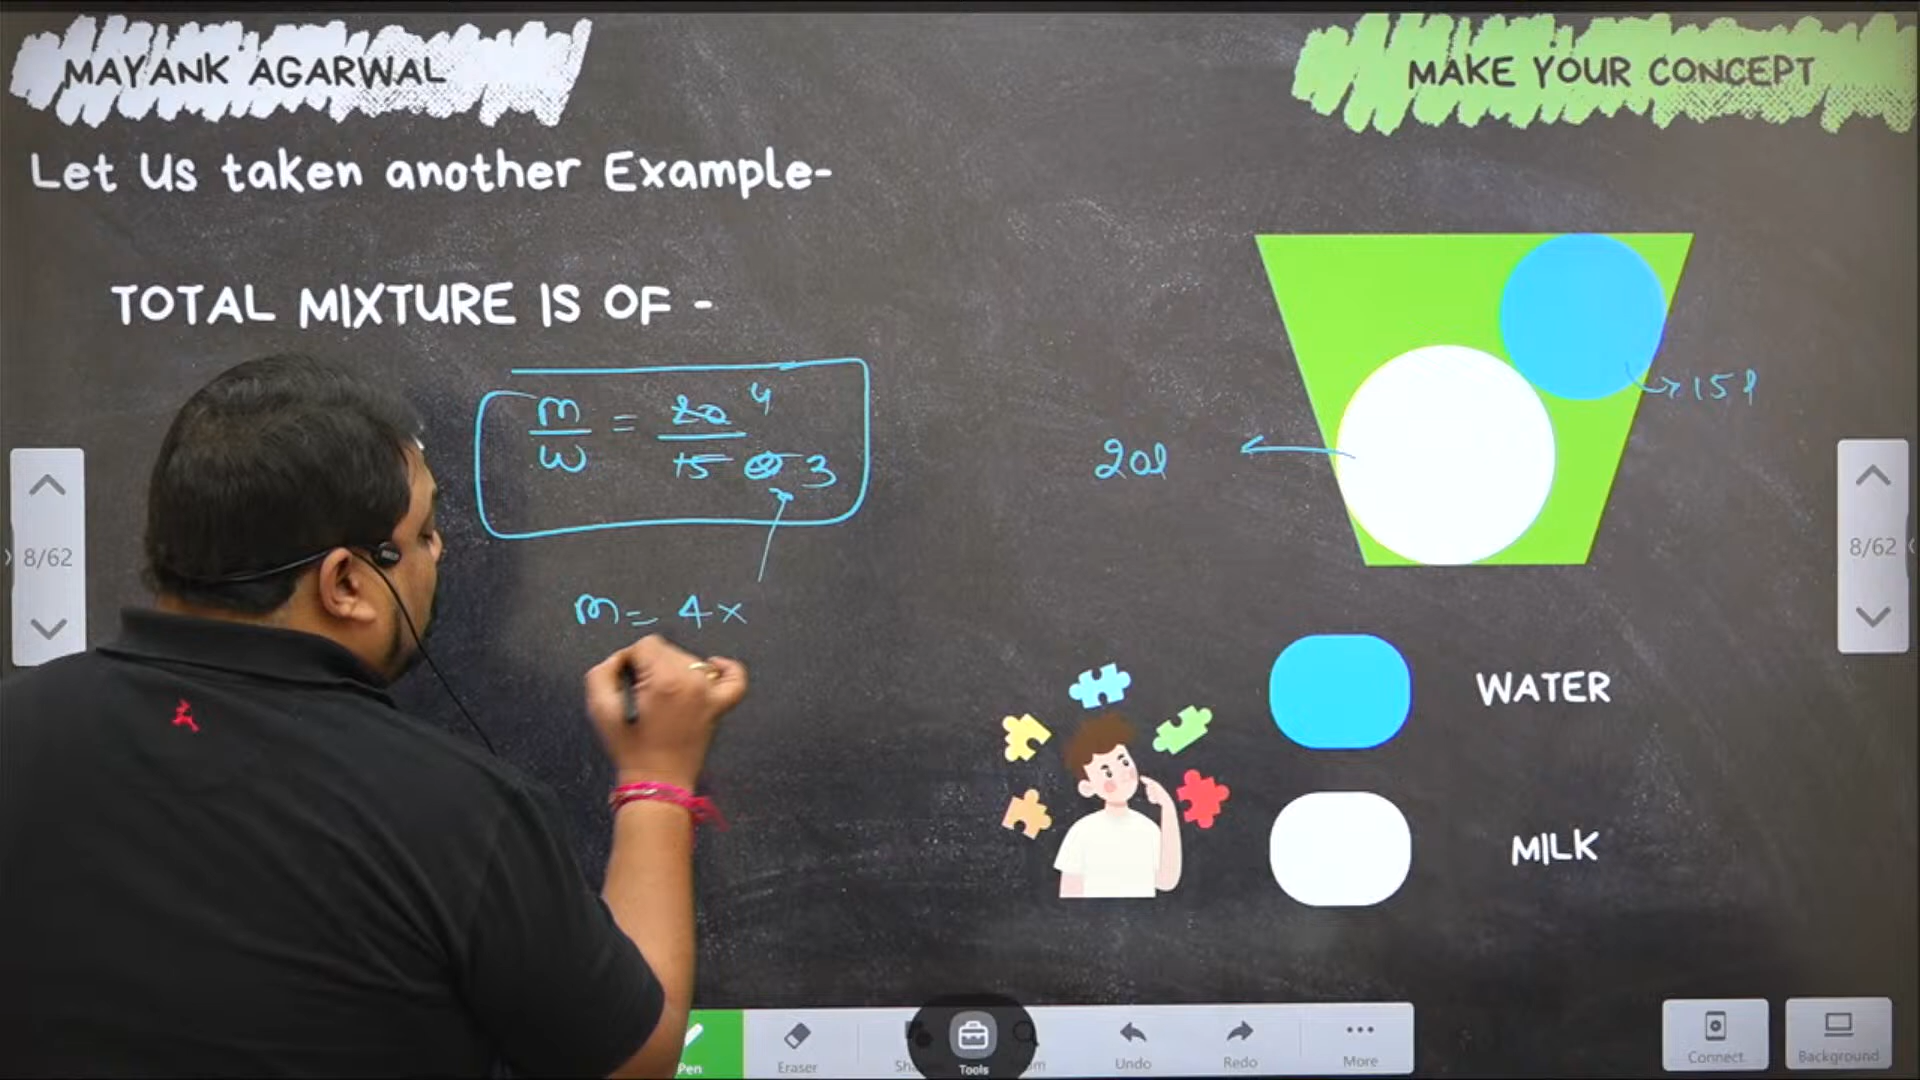 MAYANK AGARWAL
MAKE YOUR CONCEPT
Let Us taken another Example-
TOTAL MIXTURE IS OF -
m/w = 20/15 4 3
m = 4x
20l
15l
8/62
8/62
WATER
MILK
Pen
Eraser
Tools
Undo
Redo
More
Connect
Background